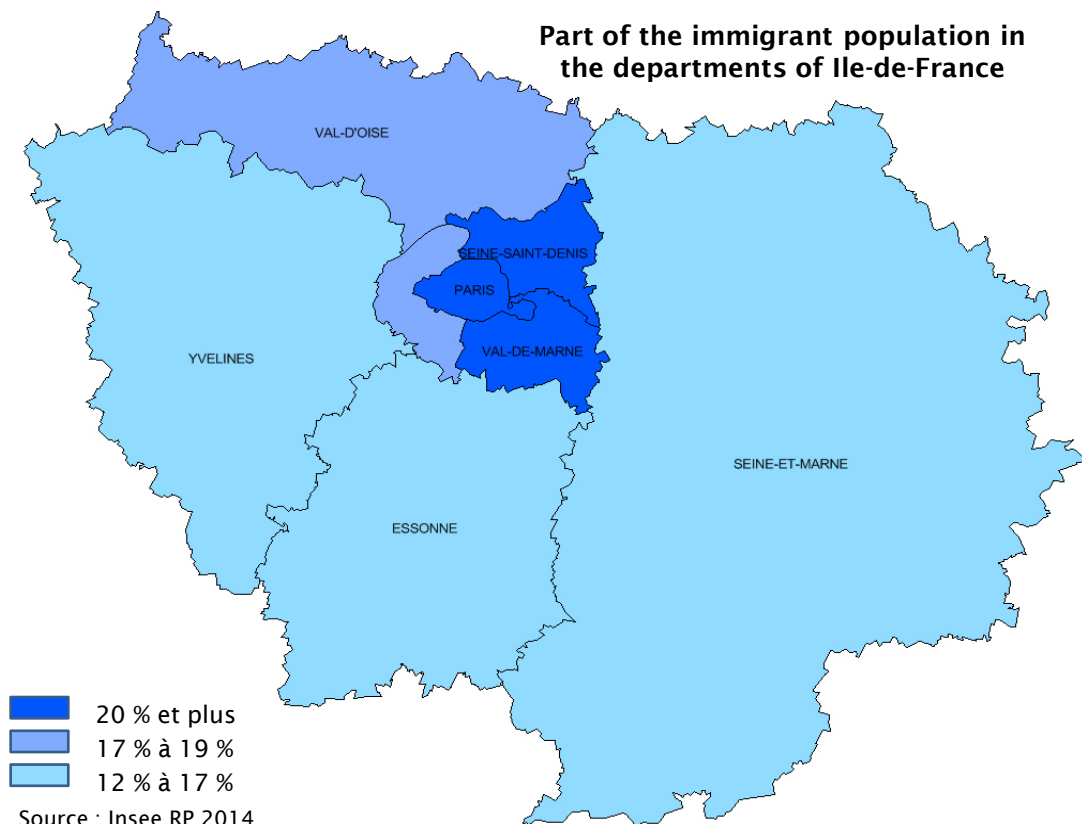 Part of the immigrant population in
the departments of Ile-de-France
VAL-D'OISE
SEINE-SAINT-DENIS
PARIS
YVELINES
VAL-DE-MARNE
SEINE-ET-MARNE
ESSONNE
20 % et plus
17 % à 19 %
12 % à 17 %
Source : Insee RP 2014